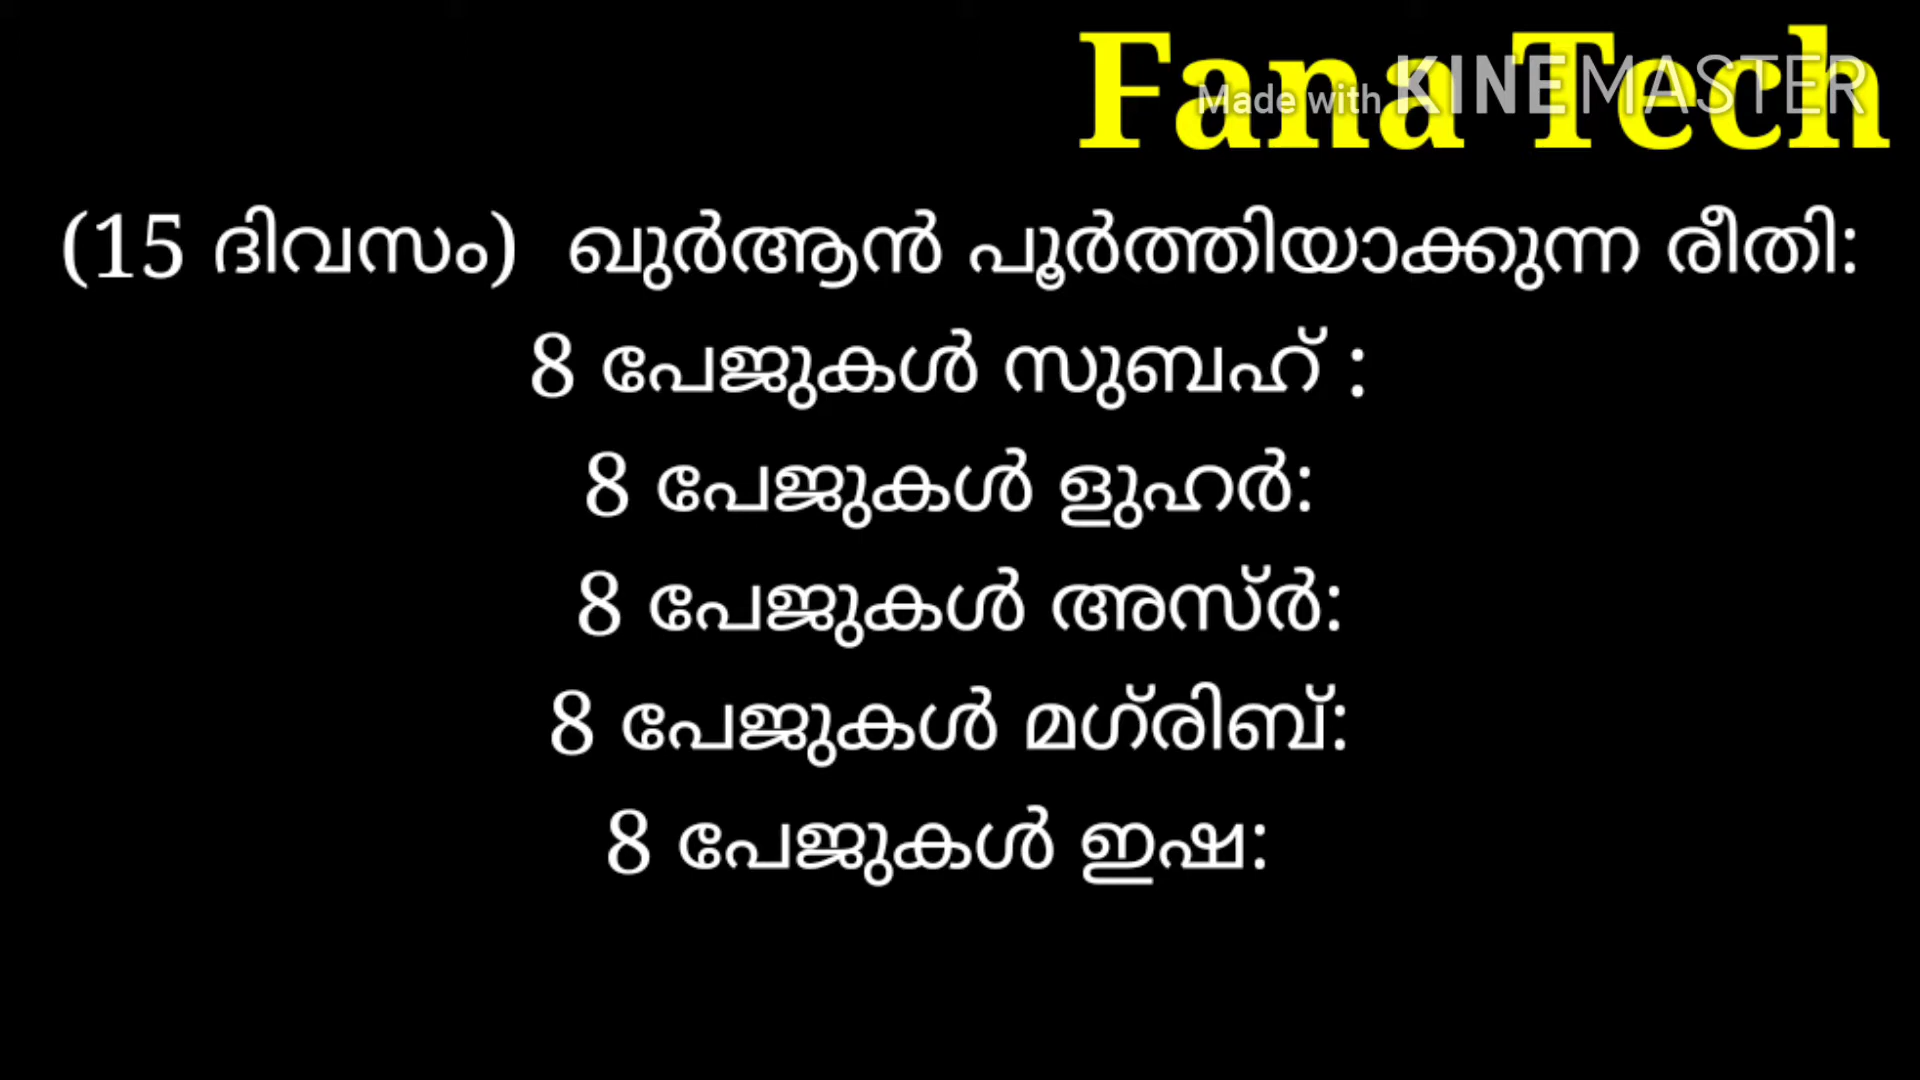 Fana Tech
Made with KINEMASTER
(15 ദിവസം) ഖുർആൻ പൂർത്തിയാക്കുന്ന രീതി:
8 പേജുകൾ സുബഹ് :
8 പേജുകൾ ളുഹർ:
8 പേജുകൾ അസ്ർ:
8 പേജുകൾ മഗ്‌രിബ്:
8 പേജുകൾ ഇഷ: